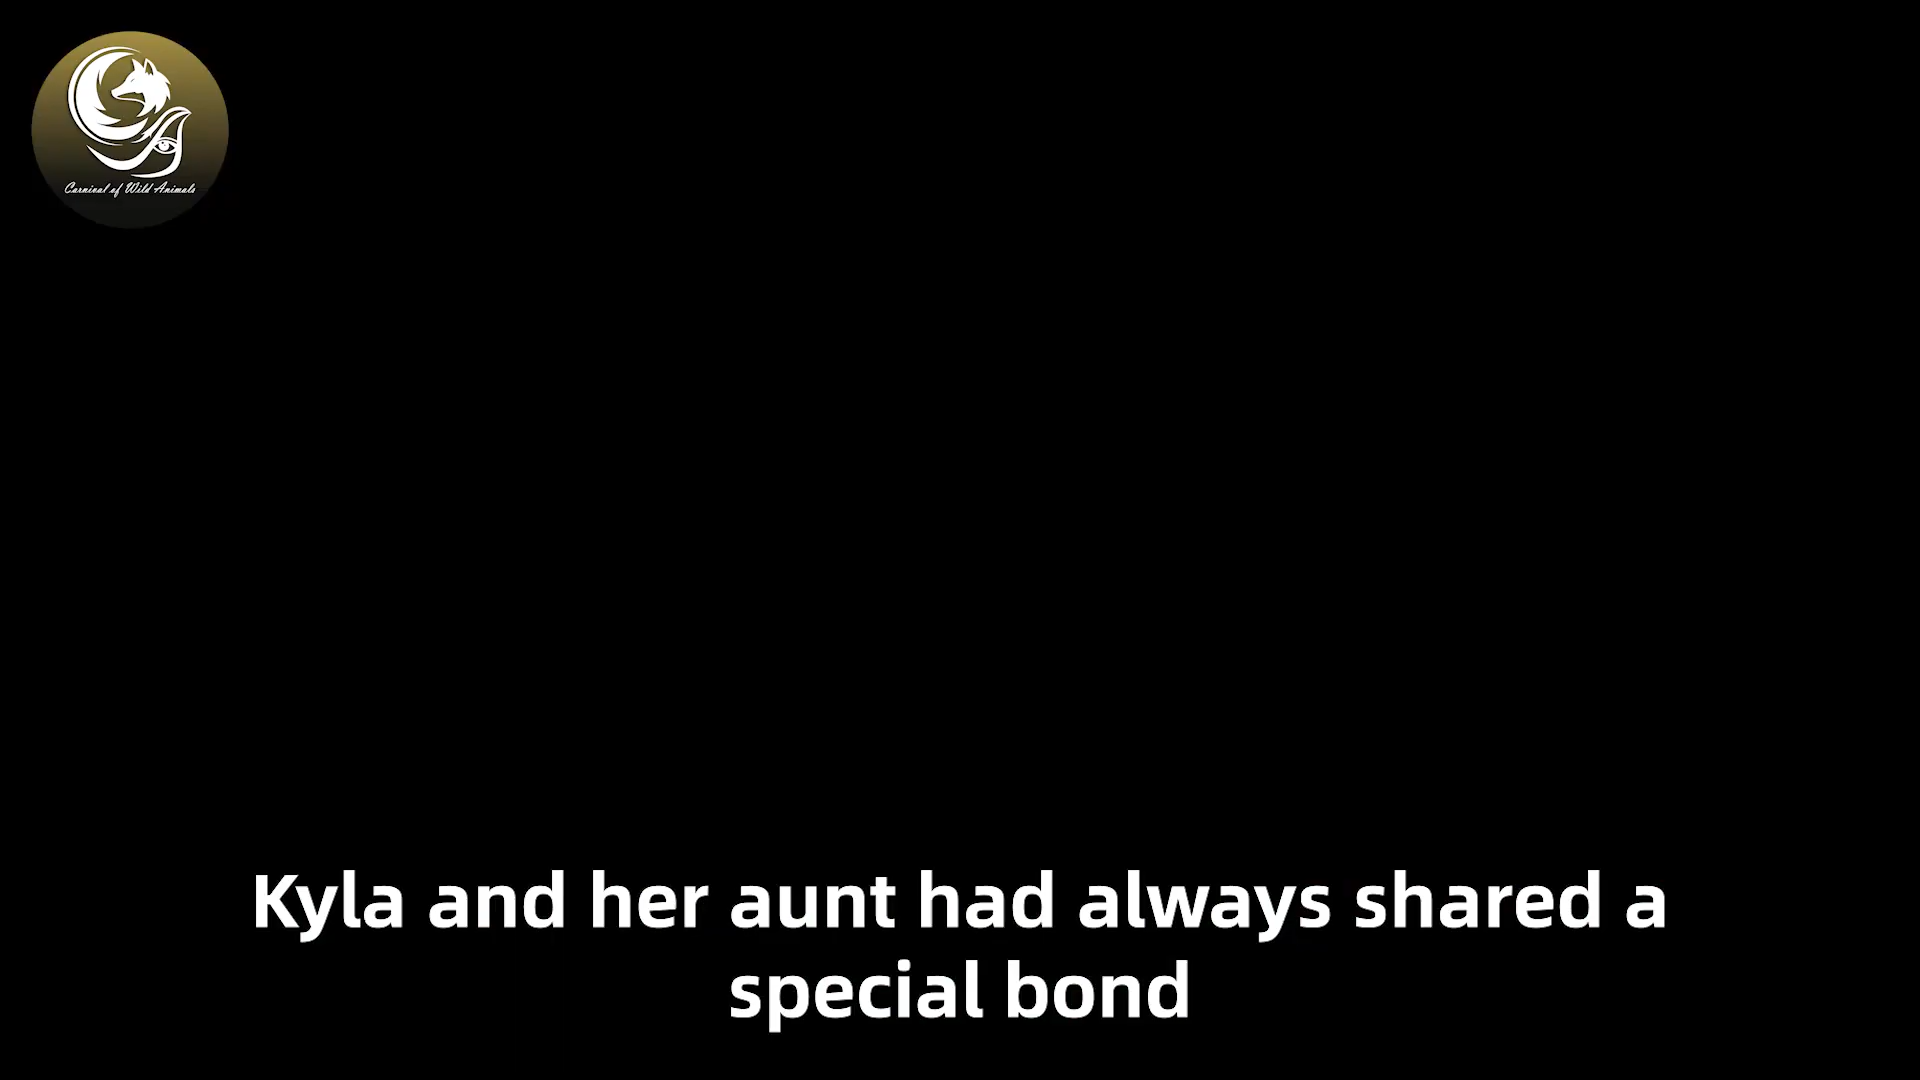 Carnival of Wild Animals
Kyla and her aunt had always shared a
special bond